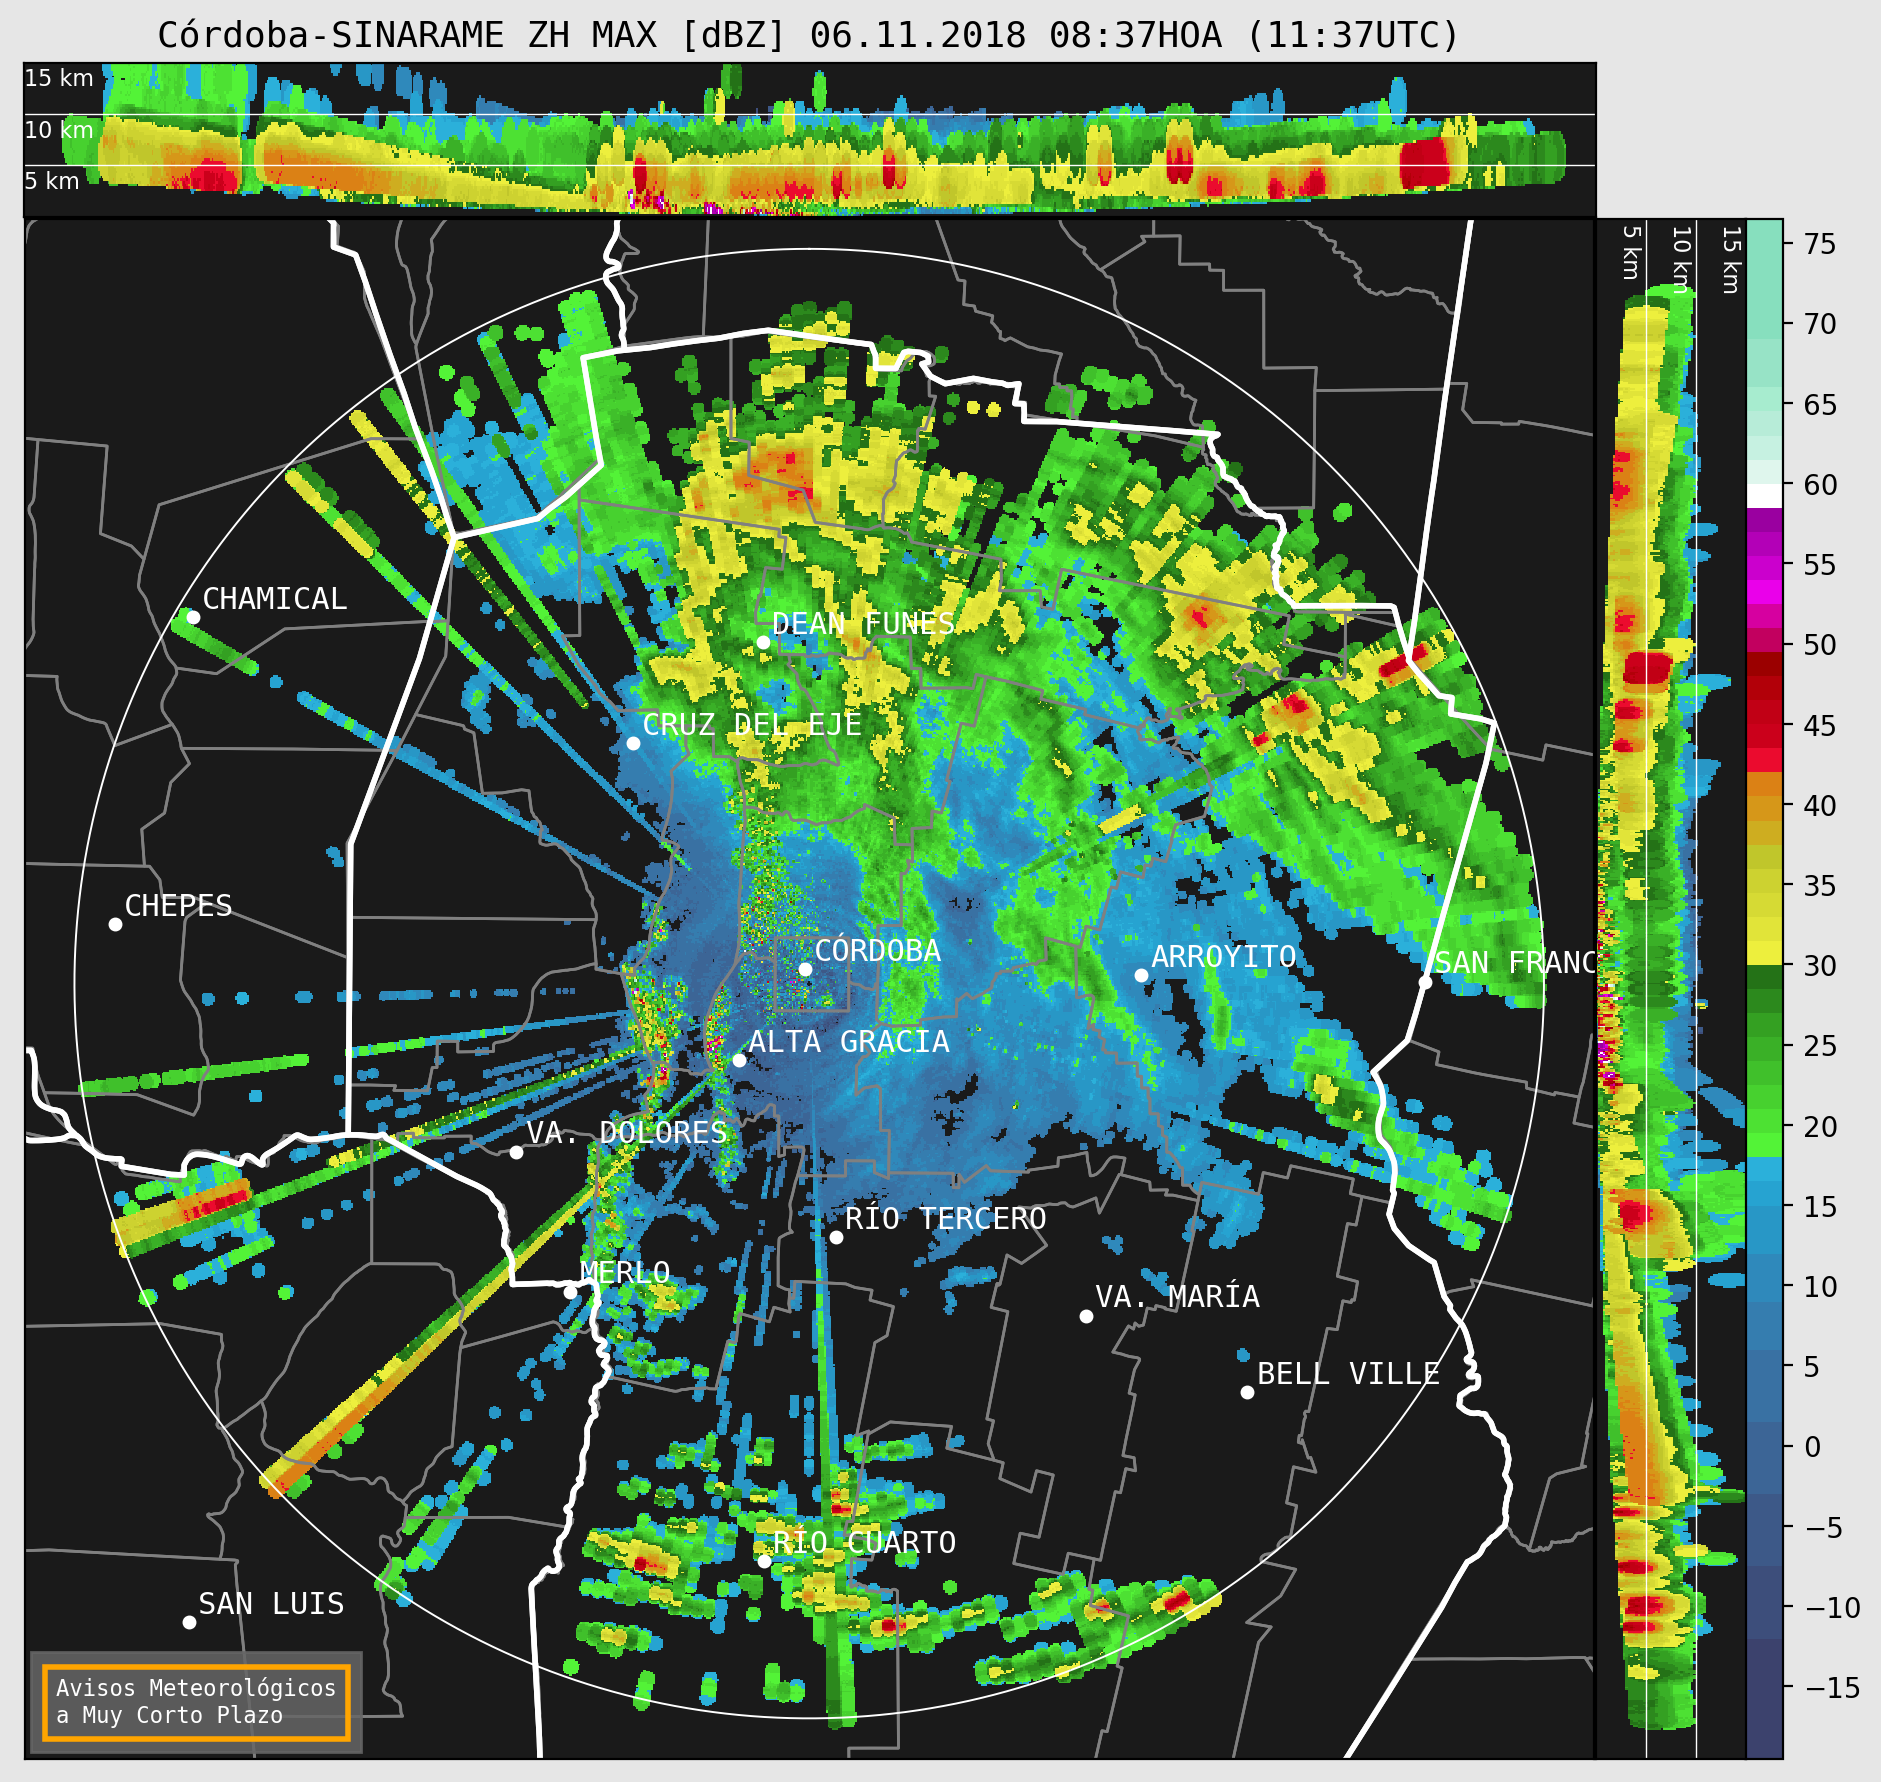 Córdoba-SINARAME ZH MAX [dBZ] 06.11.2018 08:37HOA (11:37UTC)
15 km
10 km
5 km
5 km
10 km
15 km
75
70
65
60
55
50
45
40
35
30
25
20
15
10
5
0
−5
−10
−15
CHAMICAL
DEAN FUNES
CRUZ DEL EJE
CHEPES
CÓRDOBA
ARROYITO
SAN FRANC
ALTA GRACIA
VA. DOLORES
RÍO TERCERO
MERLO
VA. MARÍA
BELL VILLE
RÍO CUARTO
SAN LUIS
Avisos Meteorológicos
a Muy Corto Plazo